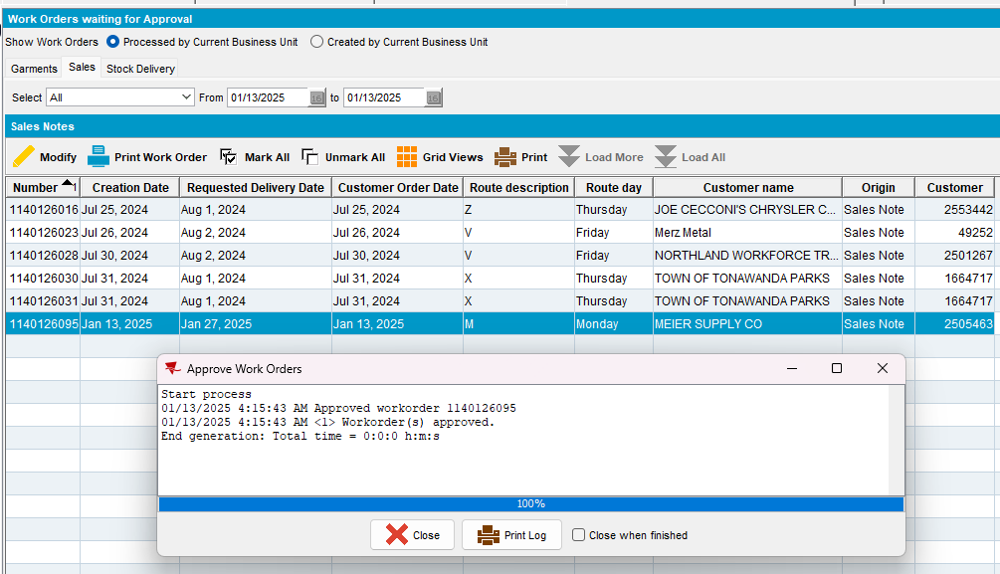 Work Orders waiting for Approval
Show Work Orders Processed by Current Business Unit Created by Current Business Unit
Garments Sales Stock Delivery
Select All From 01/13/2025 16 to 01/13/2025 16
Sales Notes
Modify Print Work Order Mark All Unmark All Grid Views Print Load More Load All
Number 1 Creation Date Requested Delivery Date Customer Order Date Route description Route day Customer name Origin Customer
1140126016 Jul 25, 2024 Aug 1, 2024 Jul 25, 2024 Z Thursday JOE CECCONI'S CHRYSLER C... Sales Note 2553442
1140126023 Jul 26, 2024 Aug 2, 2024 Jul 26, 2024 V Friday Merz Metal Sales Note 49252
1140126028 Jul 30, 2024 Aug 2, 2024 Jul 30, 2024 V Friday NORTHLAND WORKFORCE TR... Sales Note 2501267
1140126030 Jul 31, 2024 Aug 1, 2024 Jul 31, 2024 X Thursday TOWN OF TONAWANDA PARKS Sales Note 1664717
1140126031 Jul 31, 2024 Aug 1, 2024 Jul 31, 2024 X Thursday TOWN OF TONAWANDA PARKS Sales Note 1664717
1140126095 Jan 13, 2025 Jan 27, 2025 Jan 13, 2025 M Monday MEIER SUPPLY CO Sales Note 2505463
Approve Work Orders
Start process
01/13/2025 4:15:43 AM Approved workorder 1140126095
01/13/2025 4:15:43 AM <1> Workorder(s) approved.
End generation: Total time = 0:0:0 h:m:s
100%
Close Print Log Close when finished